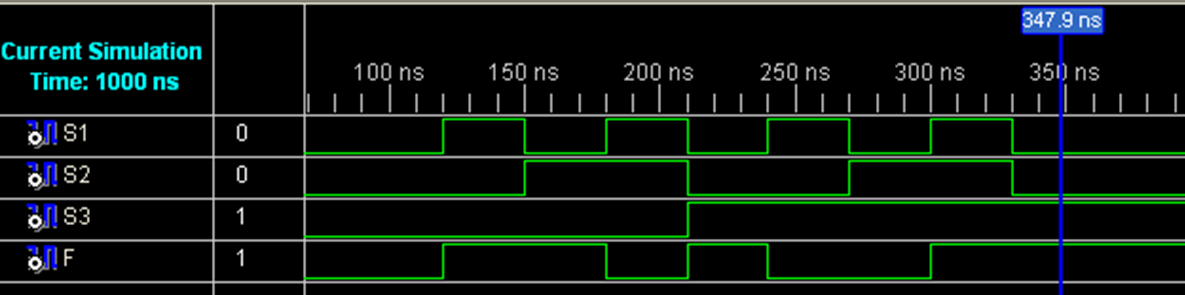 347.9 ns
Current Simulation
Time: 1000 ns
100 ns 150 ns 200 ns 250 ns 300 ns 350 ns
S1 0
S2 0
S3 1
F 1